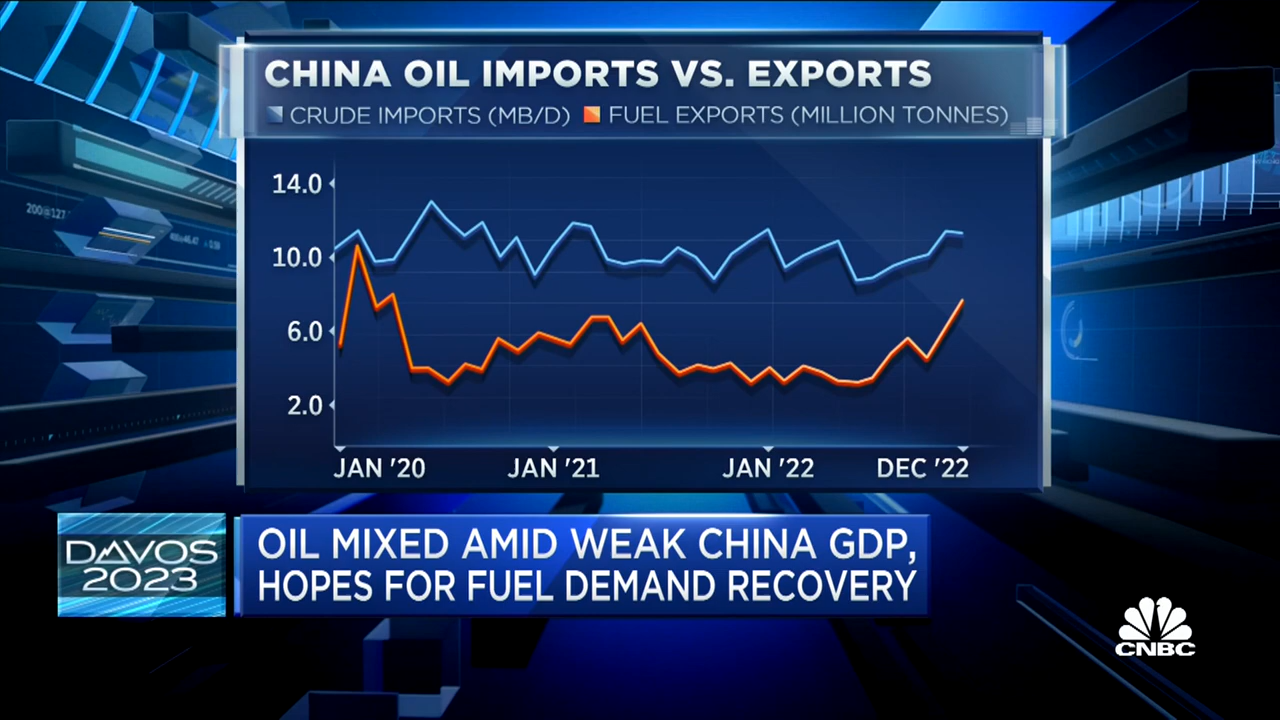 CHINA OIL IMPORTS VS. EXPORTS
CRUDE IMPORTS (MB/D) FUEL EXPORTS (MILLION TONNES)
14.0
10.0
6.0
2.0
JAN '20 JAN '21 JAN '22 DEC '22
200@127
DAVOS
2023
OIL MIXED AMID WEAK CHINA GDP,
HOPES FOR FUEL DEMAND RECOVERY
CNBC